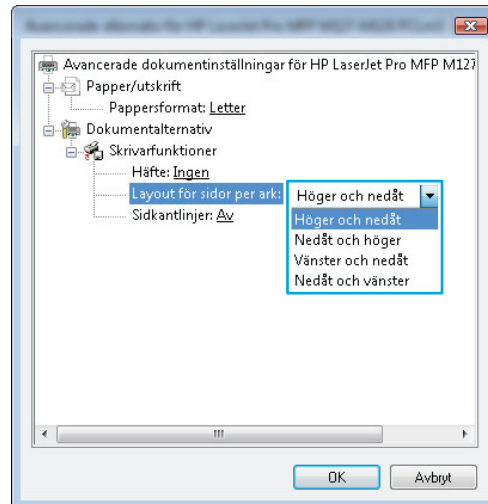 Avancerade dokumentinställningar för HP LaserJet Pro MFP M127
Papper/utskrift
Pappersformat: Letter
Dokumentalternativ
Skrivarfunktioner
Häfte: Ingen
Layout för sidor per ark: Höger och nedåt
Höger och nedåt
Nedåt och höger
Vänster och nedåt
Nedåt och vänster
Sidkantlinjer: Av
OK Avbryt